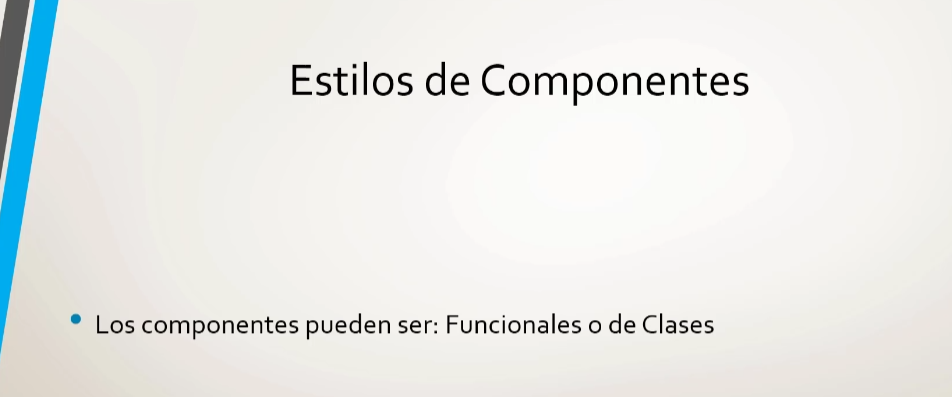 Estilos de Componentes
• Los componentes pueden ser: Funcionales o de Clases